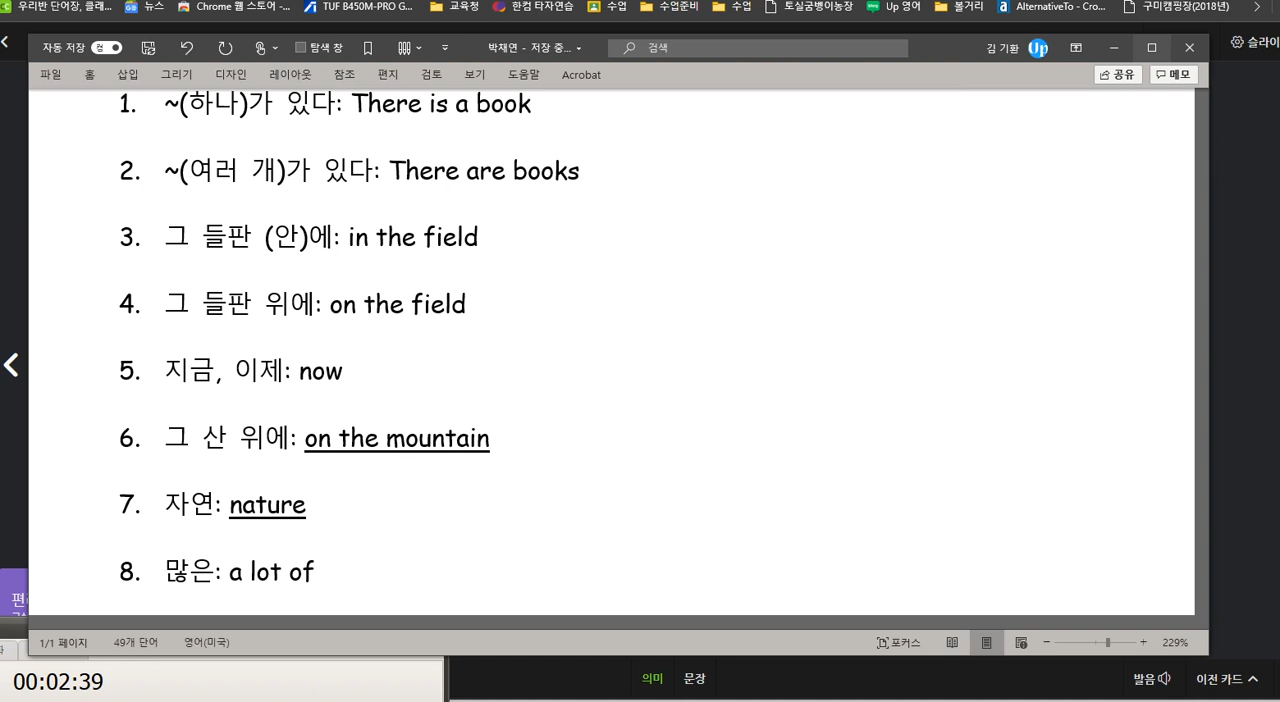 우리반 단어장, 클래... 뉴스 Chrome 웹 스토어 -... TUF B450M-PRO G... 교육청 한컴 타자연습 수업 수업준비 수업 토실굼벵이농장 Up 영어 볼거리 AlternativeTo - Cro... 구미캠핑장(2018년)
자동 저장 컴 탐색 창 박재연 - 저장 중... 검색 김 기환 Up 슬라이
파일 홈 삽입 그리기 디자인 레이아웃 참조 편지 검토 보기 도움말 Acrobat 공유 메모
1. ~(하나)가 있다: There is a book
2. ~(여러 개)가 있다: There are books
3. 그 들판 (안)에: in the field
4. 그 들판 위에: on the field
5. 지금, 이제: now
6. 그 산 위에: on the mountain
7. 자연: nature
8. 많은: a lot of
1/1 페이지 49개 단어 영어(미국) 포커스 229%
00:02:39 의미 문장 발음 이전 카드